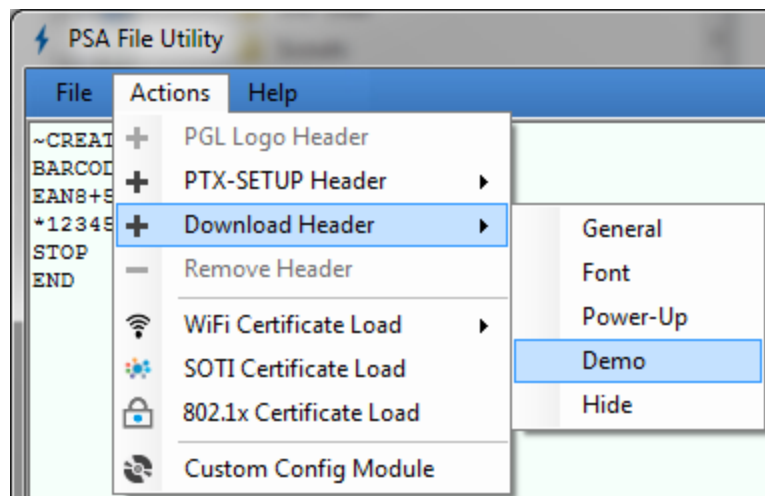 PSA File Utility
File Actions Help
~CREAT
BARCOD
EAN8+5
*12345
STOP
END
PGL Logo Header
PTX-SETUP Header
Download Header
Remove Header
WiFi Certificate Load
SOTI Certificate Load
802.1x Certificate Load
Custom Config Module
General
Font
Power-Up
Demo
Hide